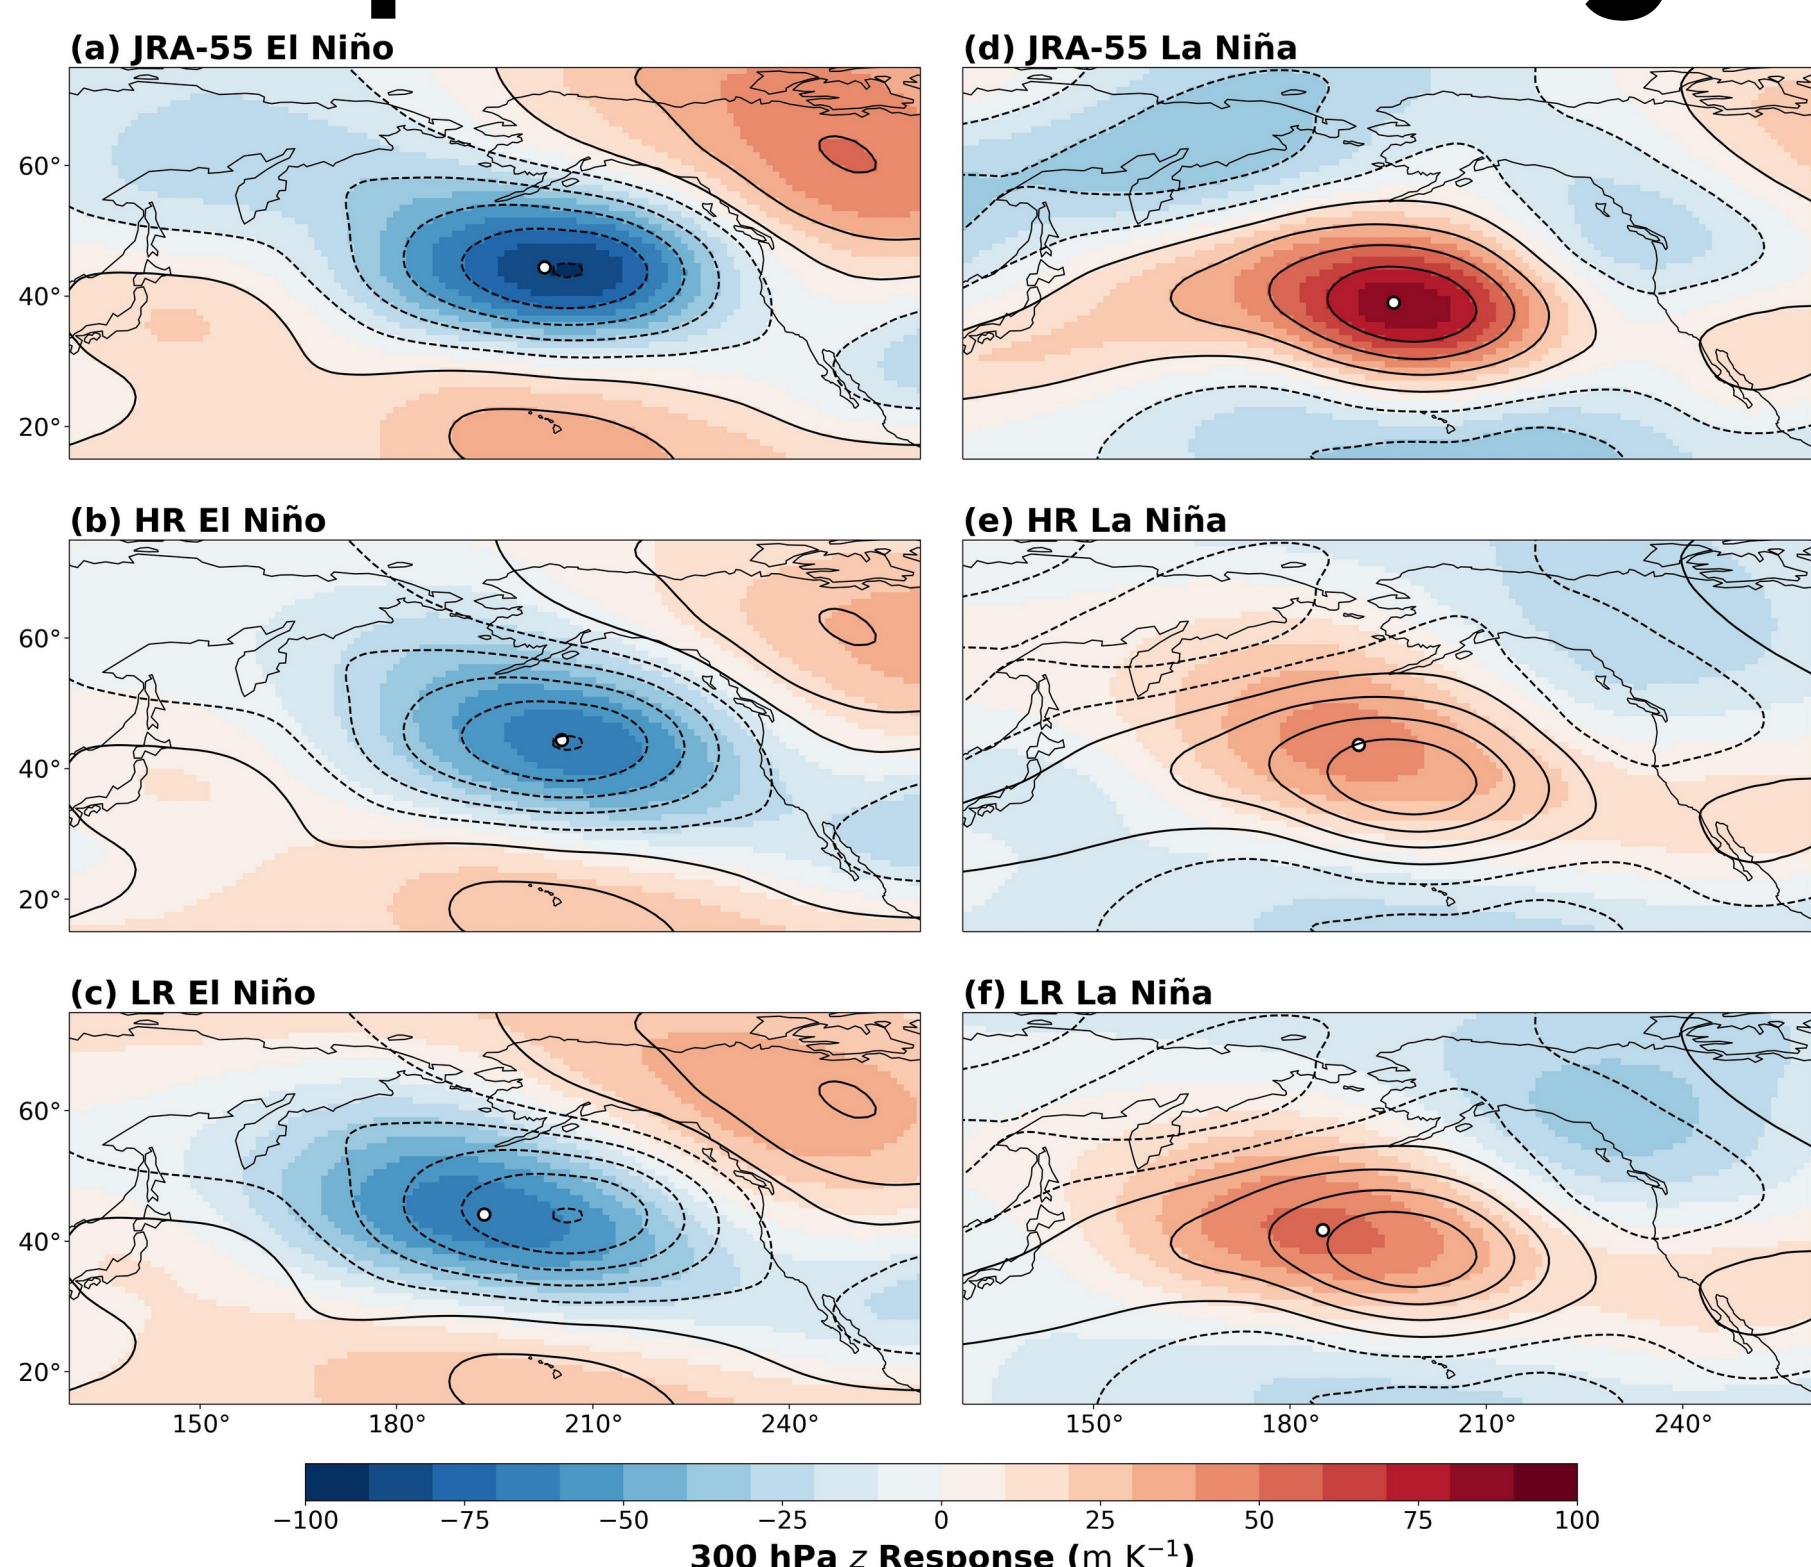 (a) JRA-55 El Niño
(d) JRA-55 La Niña
60°
40°
20°
(b) HR El Niño
(e) HR La Niña
60°
40°
20°
(c) LR El Niño
(f) LR La Niña
60°
40°
20°
150° 180° 210° 240°
150° 180° 210° 240°
−100 −75 −50 −25 0 25 50 75 100
300 hPa z Response (m K⁻¹)